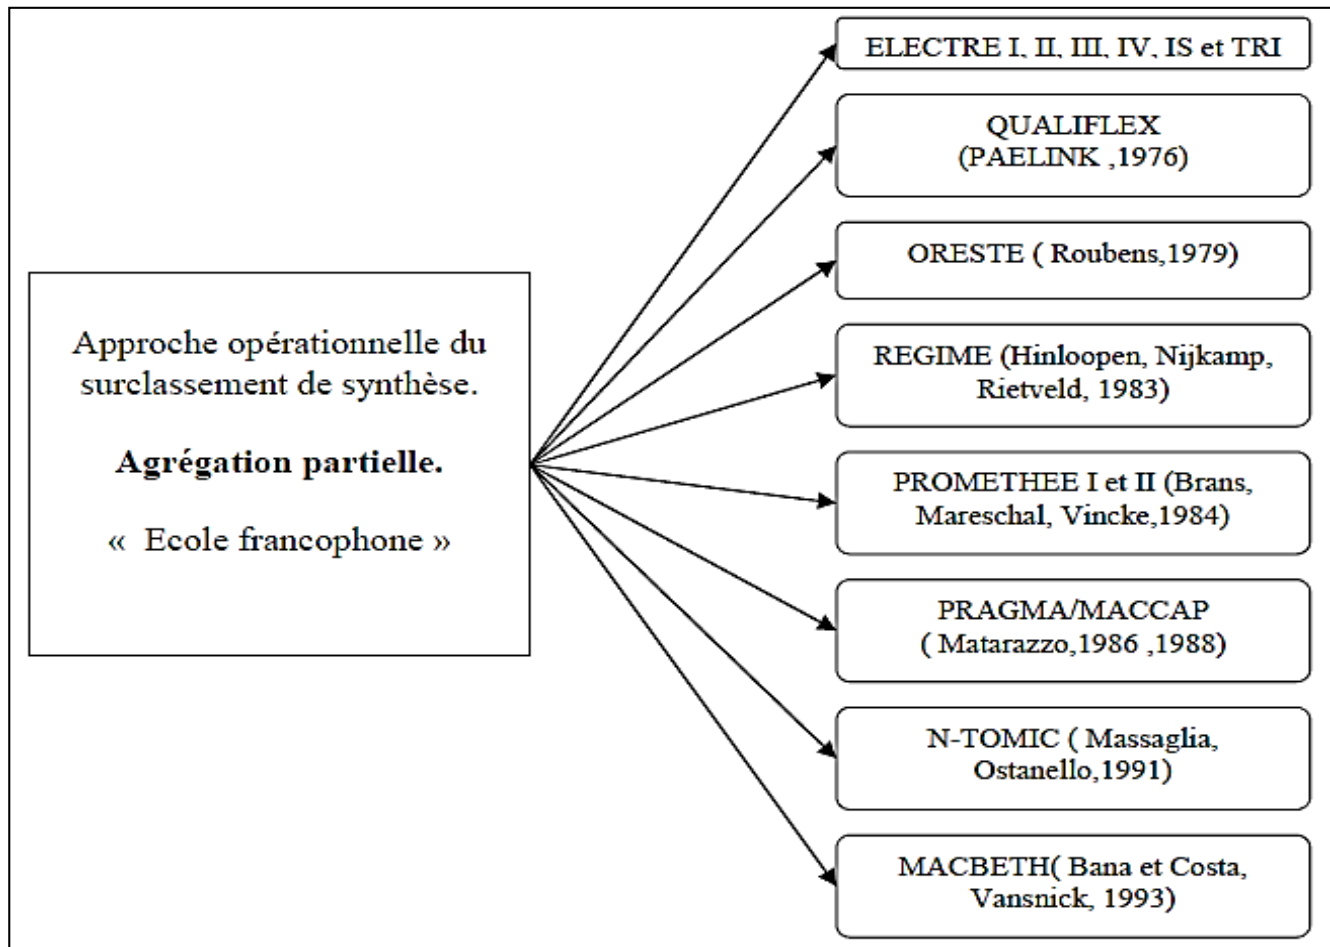 Approche opérationnelle du
surclassement de synthèse.
Agrégation partielle.
«  Ecole francophone »
ELECTRE I, II, III, IV, IS et TRI
QUALIFLEX
(PAELINK ,1976)
ORESTE ( Roubens,1979)
REGIME (Hinloopen, Nijkamp,
Rietveld, 1983)
PROMETHEE I et II (Brans,
Mareschal, Vincke,1984)
PRAGMA/MACCAP
( Matarazzo,1986 ,1988)
N-TOMIC ( Massaglia,
Ostanello,1991)
MACBETH( Bana et Costa,
Vansnick, 1993)